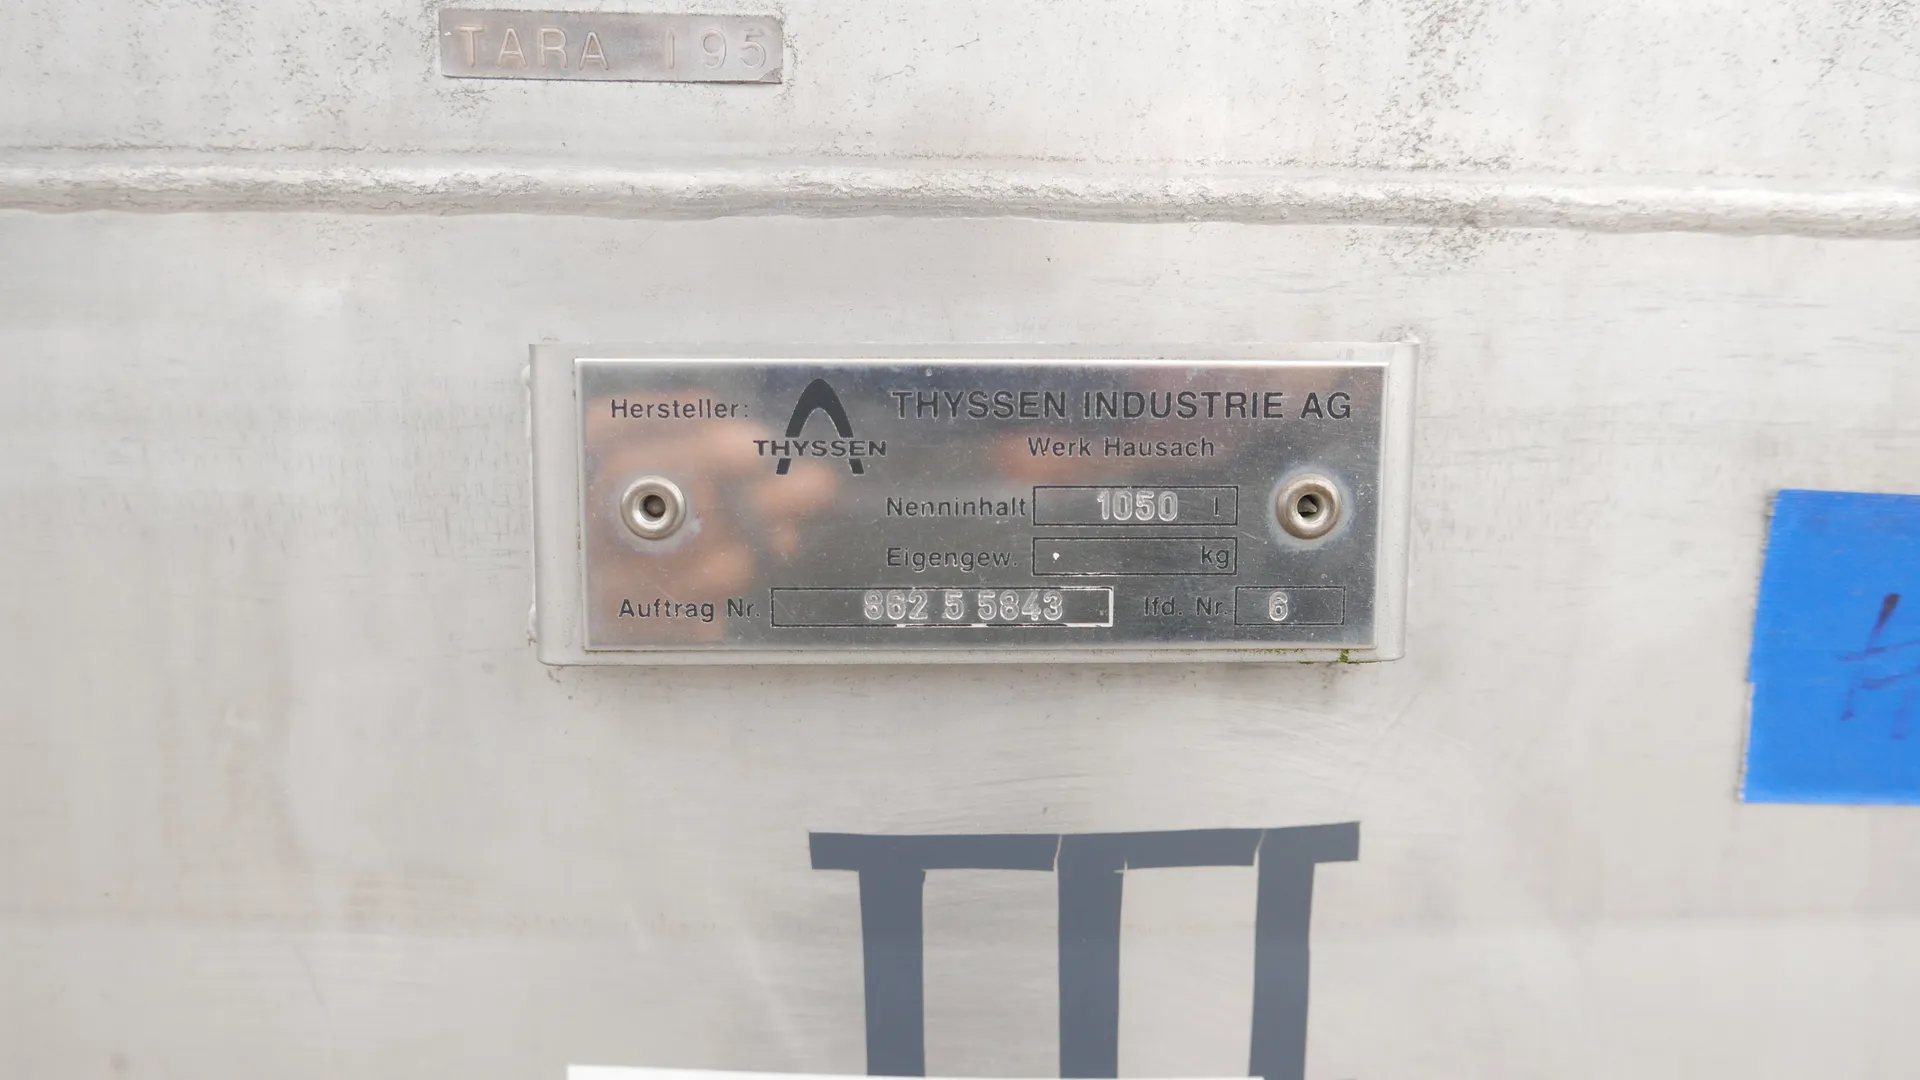 TARA 195
Hersteller: THYSSEN THYSSEN INDUSTRIE AG
Werk Hausach
Nenninhalt 1050 l
Eigengew. kg
Auftrag Nr. 862 5 5843 lfd. Nr. 6
III